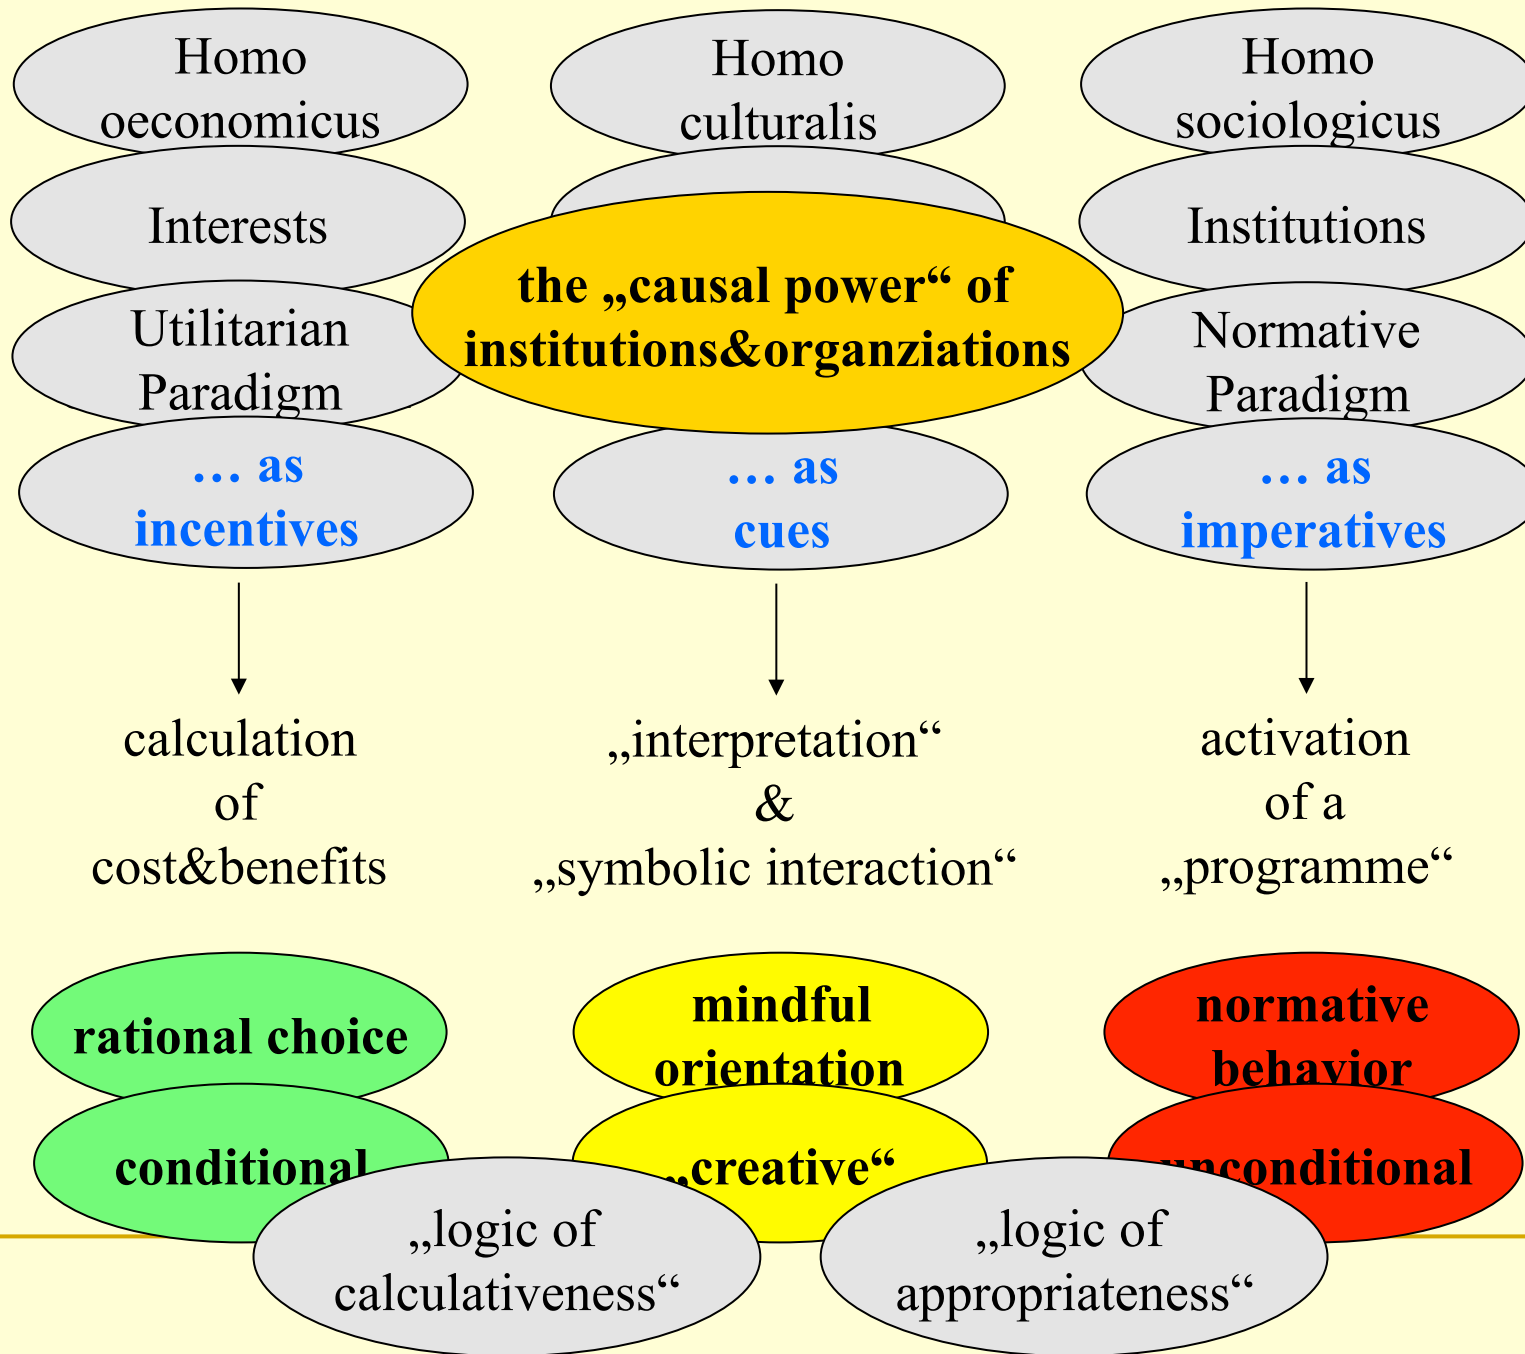 Homo
oeconomicus
Homo
culturalis
Homo
sociologicus
Interests
Institutions
the „causal power“ of
institutions&organziations
Utilitarian
Paradigm
Normative
Paradigm
… as
incentives
… as
cues
… as
imperatives
calculation
of
cost&benefits
„interpretation“
&
„symbolic interaction“
activation
of a
„programme“
rational choice
mindful
orientation
normative
behavior
conditional
„creative“
unconditional
„logic of
calculativeness“
„logic of
appropriateness“